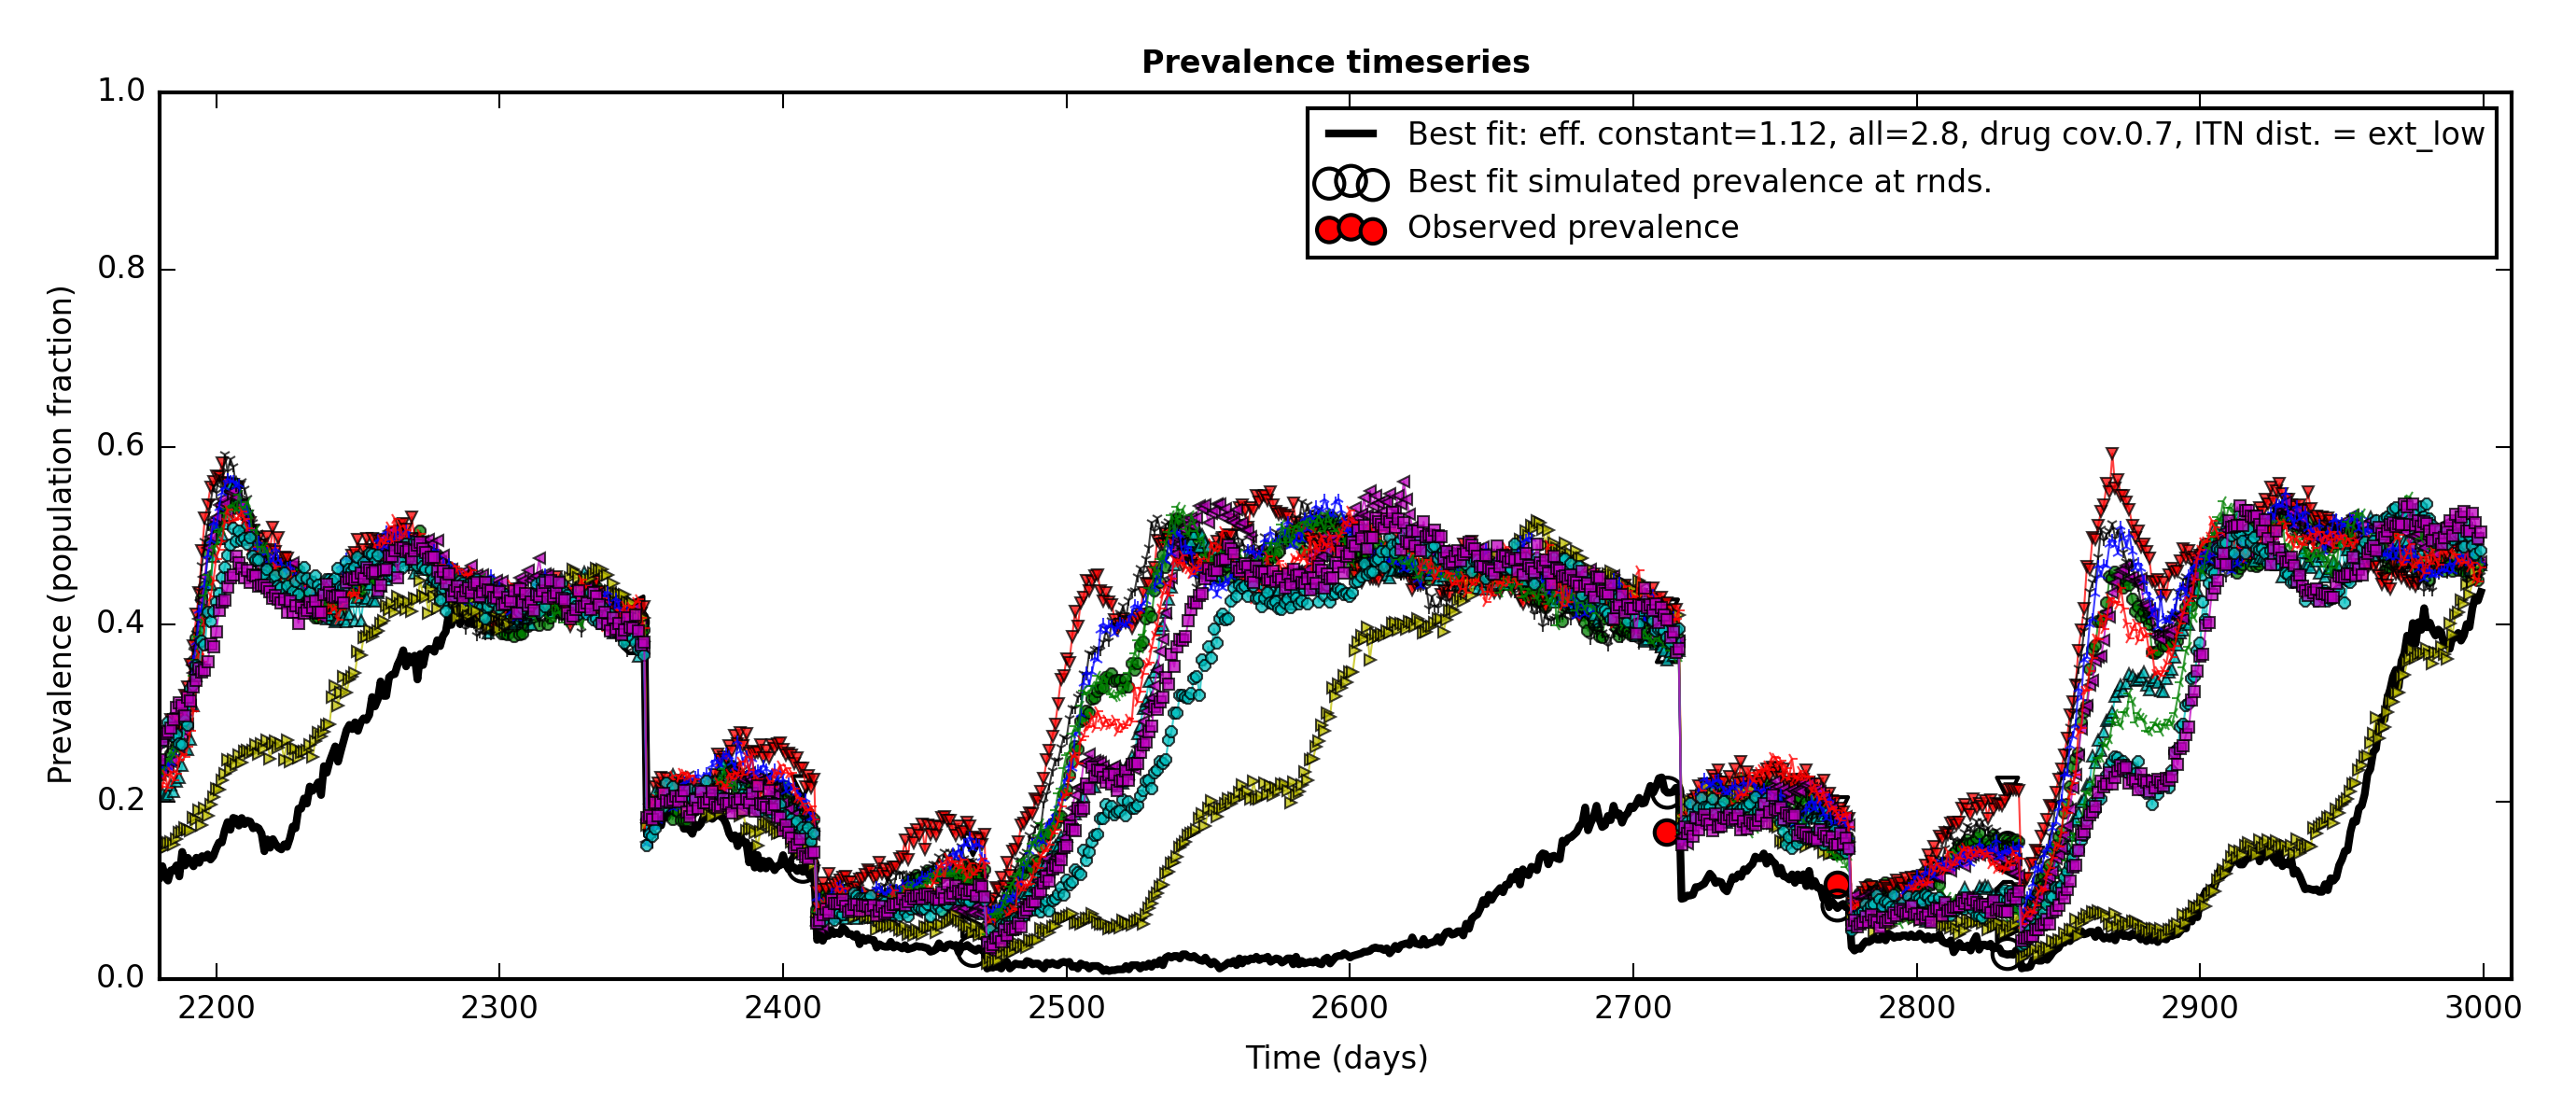 Prevalence timeseries
1.0
0.8
0.6
0.4
0.2
0.0
Prevalence (population fraction)
Best fit: eff. constant=1.12, all=2.8, drug cov.0.7, ITN dist. = ext_low
Best fit simulated prevalence at rnds.
Observed prevalence
2200 2300 2400 2500 2600 2700 2800 2900 3000
Time (days)